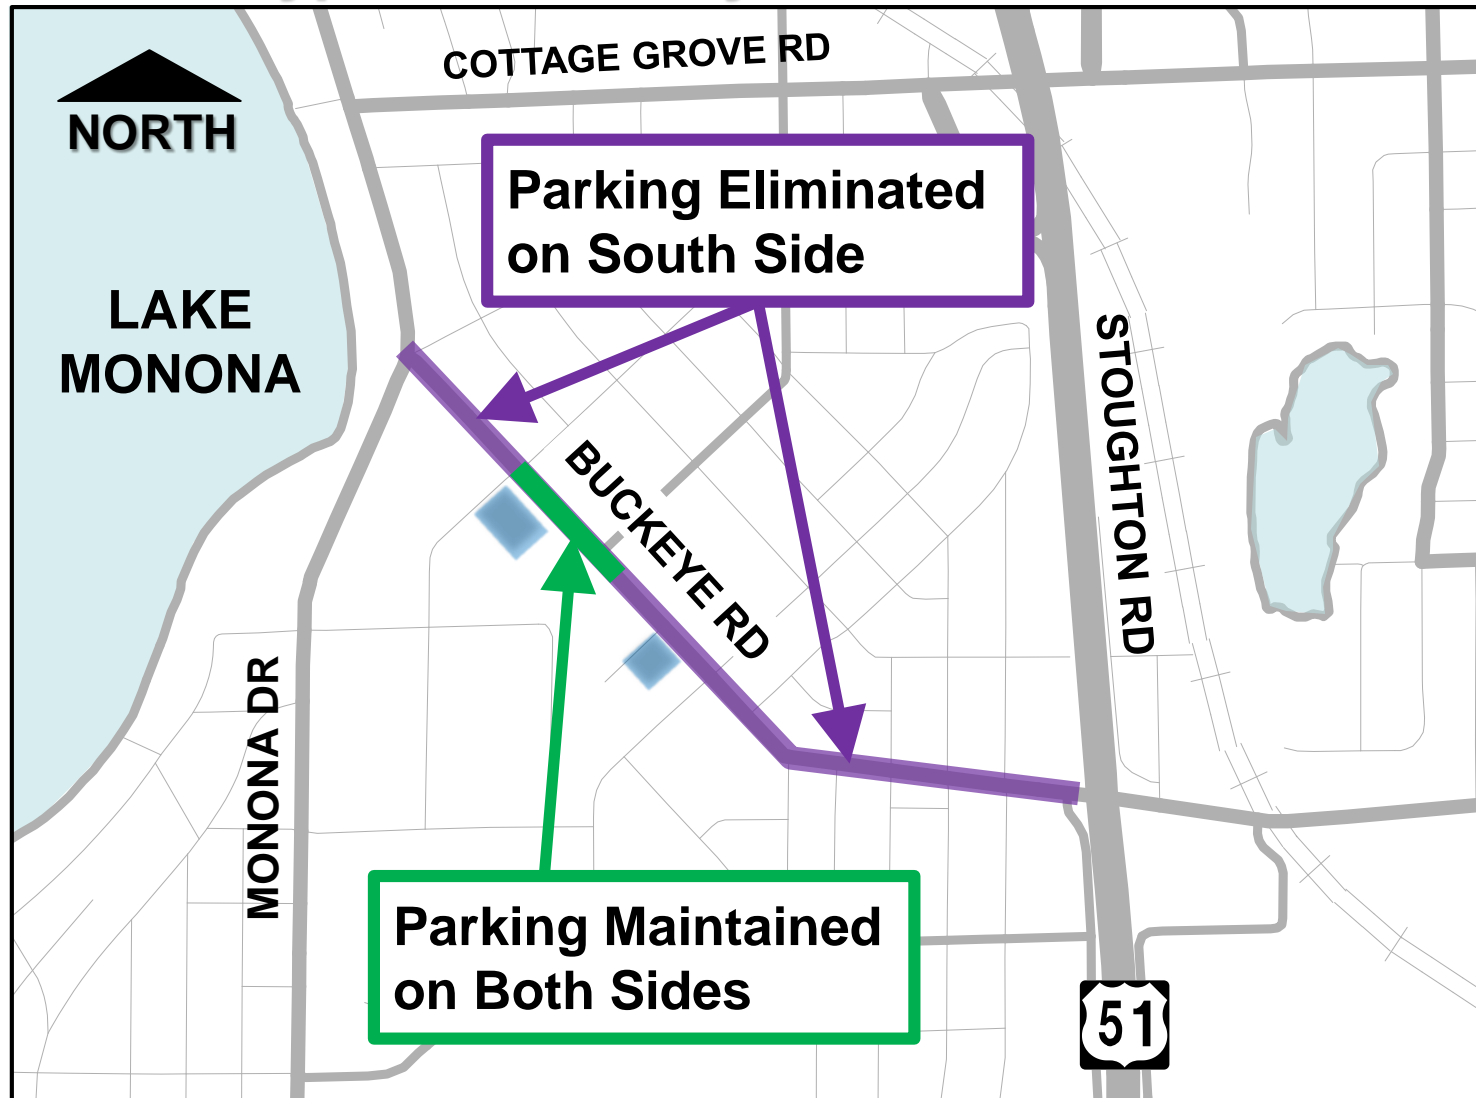 COTTAGE GROVE RD
NORTH
Parking Eliminated
on South Side
LAKE
MONONA
STOUGHTON RD
BUCKEYE RD
MONONA DR
Parking Maintained
on Both Sides
51